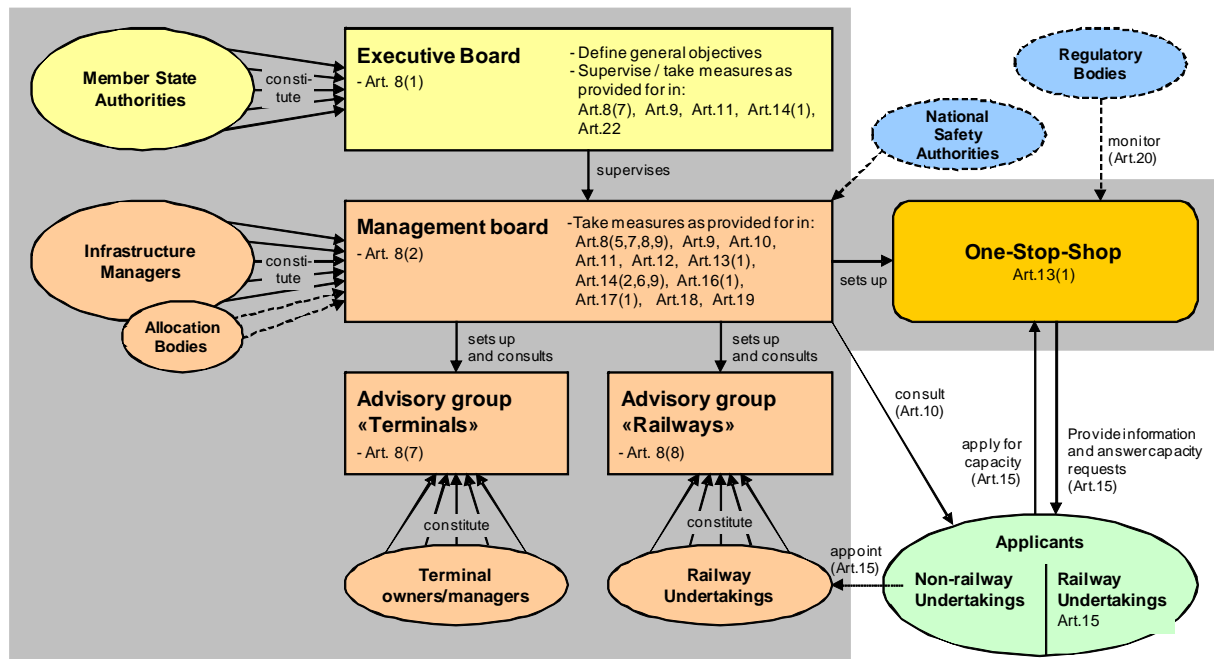 Member State
Authorities
consti-
tute
Executive Board
- Art. 8(1)
- Define general objectives
- Supervise / take measures as
provided for in:
Art.8(7), Art.9, Art.11, Art.14(1),
Art.22
Regulatory
Bodies
National
Safety
Authorities
monitor
(Art.20)
supervises
Infrastructure
Managers
consti-
tute
Allocation
Bodies
Management board
- Art. 8(2)
-Take measures as provided for in:
Art.8(5,7,8,9), Art.9, Art.10,
Art.11, Art.12, Art.13(1),
Art.14(2,6,9), Art.16(1),
Art.17(1), Art.18, Art.19
sets up
One-Stop-Shop
Art.13(1)
sets up
and consults
sets up
and consults
Advisory group
«Terminals»
- Art. 8(7)
Advisory group
«Railways»
- Art. 8(8)
consult
(Art.10)
apply for
capacity
(Art.15)
Provide information
and answer capacity
requests
(Art.15)
constitute
constitute
Terminal
owners/managers
Railway
Undertakings
appoint
(Art.15)
Applicants
Non-railway
Undertakings
Railway
Undertakings
Art.15